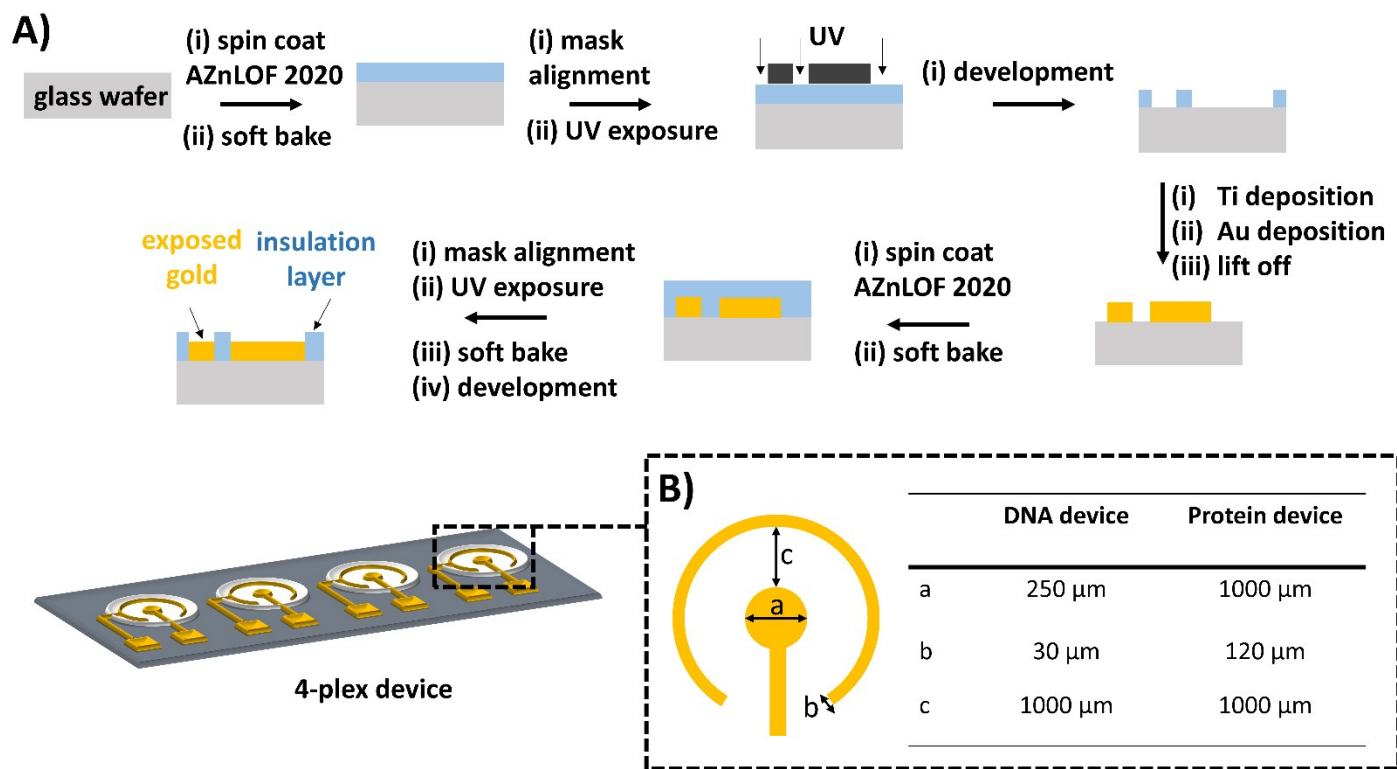 A)
glass wafer
(i) spin coat
AZnLOF 2020
(ii) soft bake
(i) mask
alignment
(ii) UV exposure
UV
(i) development
(i) Ti deposition
(ii) Au deposition
(iii) lift off
(i) spin coat
AZnLOF 2020
(ii) soft bake
(i) mask alignment
(ii) UV exposure
(iii) soft bake
(iv) development
exposed
gold
insulation
layer
4-plex device
B)
a
b
c
DNA device Protein device
a 250 µm 1000 µm
b 30 µm 120 µm
c 1000 µm 1000 µm